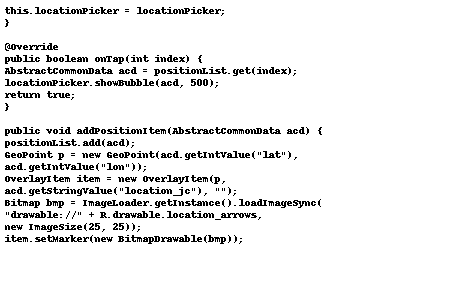 this.locationPicker = locationPicker;
}

@Override
public boolean onTap(int index) {
AbstractCommonData acd = positionList.get(index);
locationPicker.showBubble(acd, 500);
return true;
}

public void addPositionItem(AbstractCommonData acd) {
positionList.add(acd);
GeoPoint p = new GeoPoint(acd.getIntValue("lat"),
acd.getIntValue("lon"));
OverlayItem item = new OverlayItem(p,
acd.getStringValue("location_jc"), "");
Bitmap bmp = ImageLoader.getInstance().loadImageSync(
"drawable://" + R.drawable.location_arrows,
new ImageSize(25, 25));
item.setMarker(new BitmapDrawable(bmp));